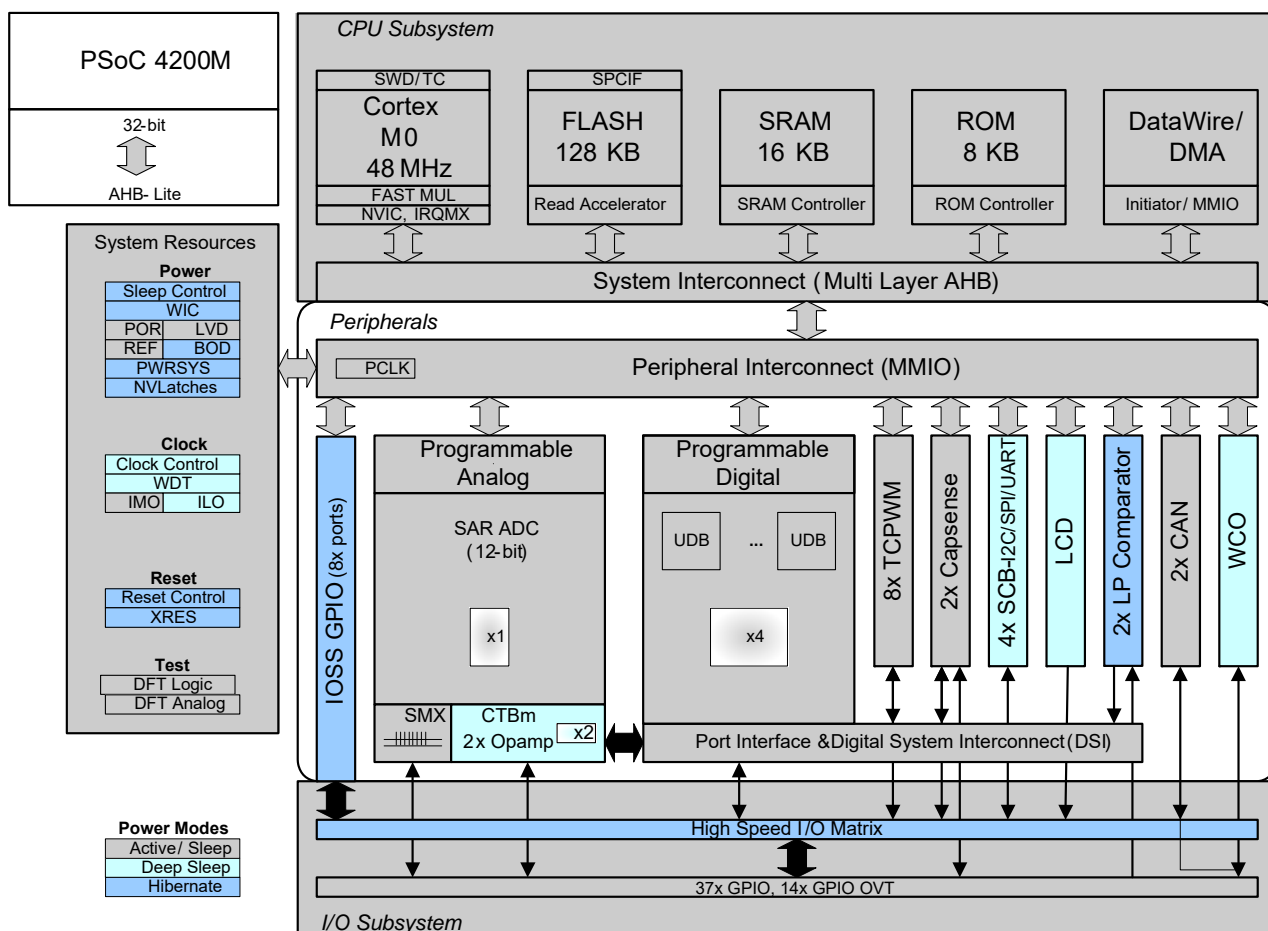 PSoC 4200M
32-bit
AHB- Lite
CPU Subsystem
SWD/TC
Cortex
M0
48 MHz
FAST MUL
NVIC, IRQMX
SPCIF
FLASH
128 KB
Read Accelerator
SRAM
16 KB
SRAM Controller
ROM
8 KB
ROM Controller
DataWire/
DMA
Initiator/ MMIO
System Interconnect (Multi Layer AHB)
System Resources
Power
Sleep Control
WIC
POR LVD
REF BOD
PWRSYS
NVLatches
Clock
Clock Control
WDT
IMO ILO
Reset
Reset Control
XRES
Test
DFT Logic
DFT Analog
Peripherals
PCLK
Peripheral Interconnect (MMIO)
IOSS GPIO (8x ports)
Programmable
Analog
SAR ADC
(12-bit)
x1
SMX
CTBm
2x Opamp
x2
Programmable
Digital
UDB ... UDB
x4
8x TCPWM
2x Capsense
4x SCB-I2C/SPI/UART
LCD
2x LP Comparator
2x CAN
WCO
Port Interface &Digital System Interconnect (DSI)
Power Modes
Active/ Sleep
Deep Sleep
Hibernate
High Speed I/O Matrix
37x GPIO, 14x GPIO OVT
I/O Subsystem